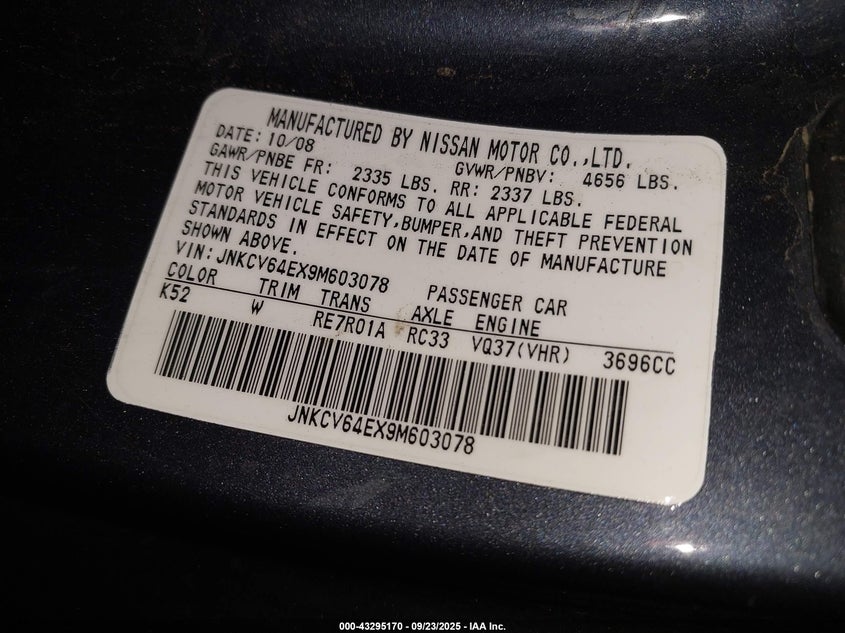 MANUFACTURED BY NISSAN MOTOR CO.,LTD.
DATE: 10/08 GVWR/PNBV: 4656 LBS.
GAWR/PNBE FR: 2335 LBS. RR: 2337 LBS.
THIS VEHICLE CONFORMS TO ALL APPLICABLE FEDERAL
MOTOR VEHICLE SAFETY,BUMPER,AND THEFT PREVENTION
STANDARDS IN EFFECT ON THE DATE OF MANUFACTURE
SHOWN ABOVE.
VIN: JNKCV64EX9M603078 PASSENGER CAR
COLOR TRIM TRANS AXLE ENGINE
K52 W RE7R01A RC33 VQ37(VHR) 3696CC
JNKCV64EX9M603078
000-43295170 - 09/23/2025 - IAA Inc.